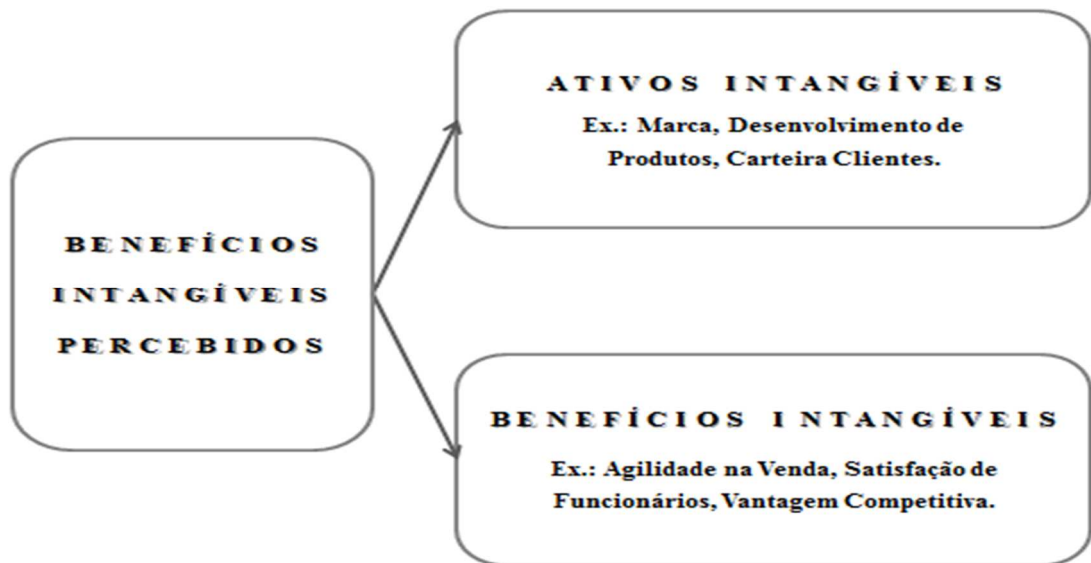 BENEFÍCIOS
INTANGÍVEIS
PERCEBIDOS
ATIVOS INTANGÍVEIS
Ex.: Marca, Desenvolvimento de
Produtos, Carteira Clientes.
BENEFÍCIOS INTANGÍVEIS
Ex.: Agilidade na Venda, Satisfação de
Funcionários, Vantagem Competitiva.